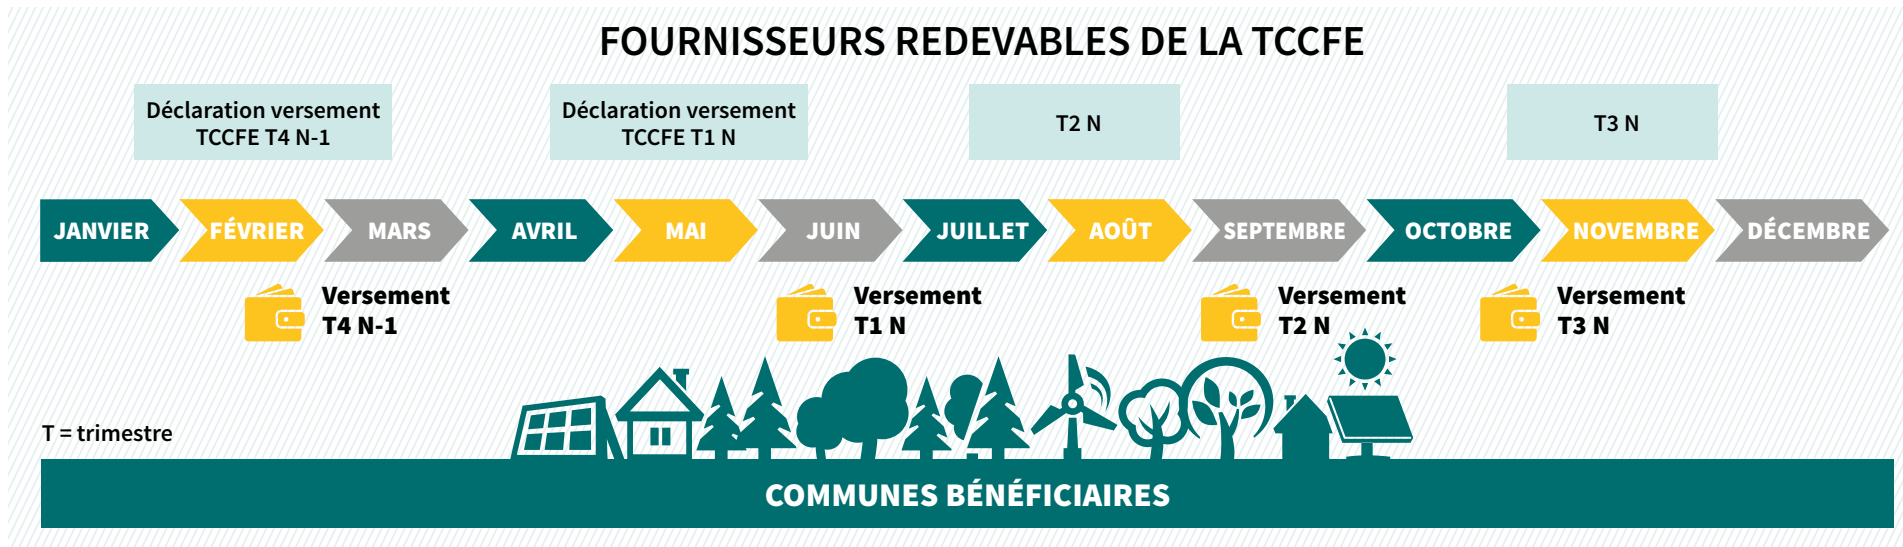 FOURNISSEURS REDEVABLES DE LA TCCFE
Déclaration versement
TCCFE T4 N-1
Déclaration versement
TCCFE T1 N
T2 N
T3 N
JANVIER
FÉVRIER
MARS
AVRIL
MAI
JUIN
JUILLET
AOÛT
SEPTEMBRE
OCTOBRE
NOVEMBRE
DÉCEMBRE
Versement
T4 N-1
Versement
T1 N
Versement
T2 N
Versement
T3 N
T = trimestre
COMMUNES BÉNÉFICIAIRES